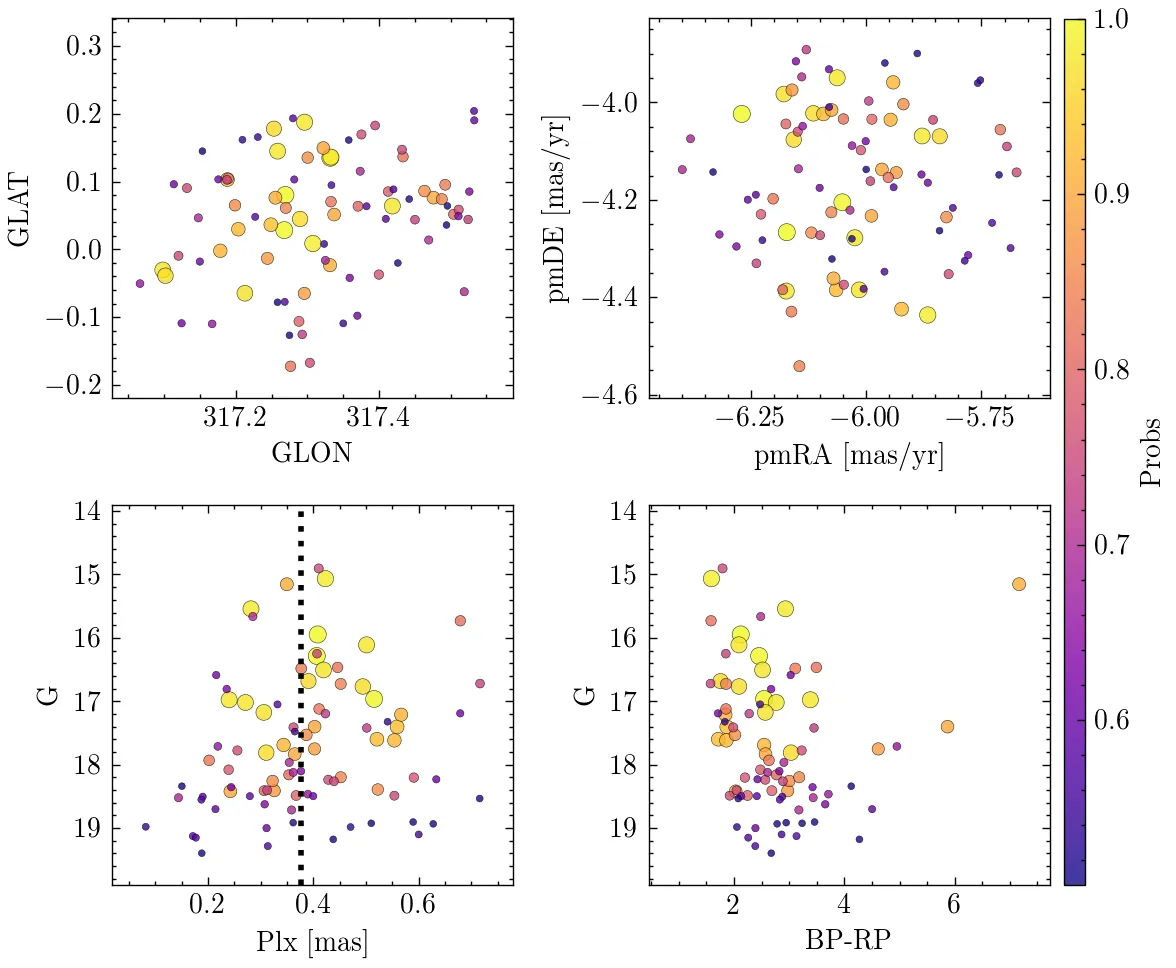 0.3
0.2
0.1
0.0
−0.1
−0.2
GLAT
317.2 317.4
GLON
−4.0
−4.2
−4.4
−4.6
pmDE [mas/yr]
−6.25 −6.00 −5.75
pmRA [mas/yr]
14
15
16
17
18
19
G
0.2 0.4 0.6
Plx [mas]
14
15
16
17
18
19
G
2 4 6
BP-RP
1.0
0.9
0.8
0.7
0.6
Probs